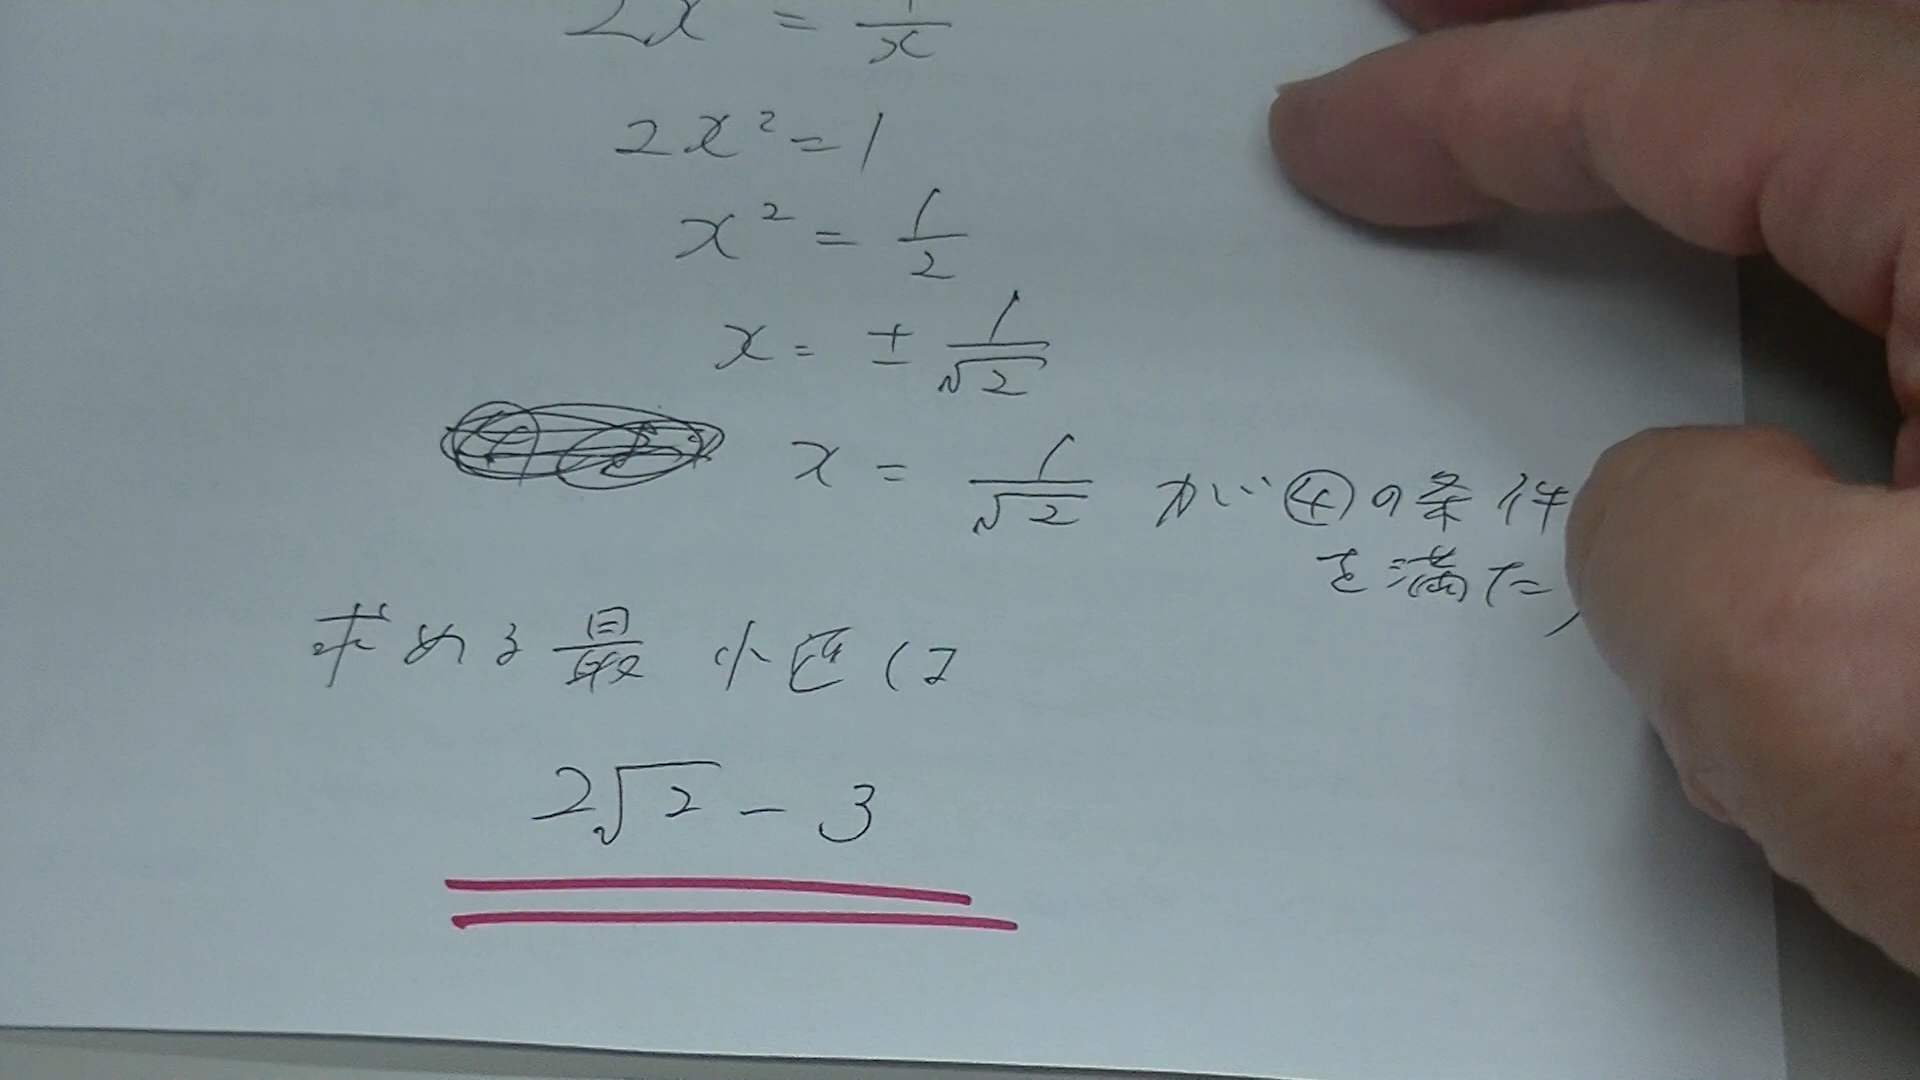 2x = 1/x
2x² = 1
x² = 1/2
x = ± 1/√2
x = 1/√2 が④の条件
を満たし
求める最小値は
2√2 - 3